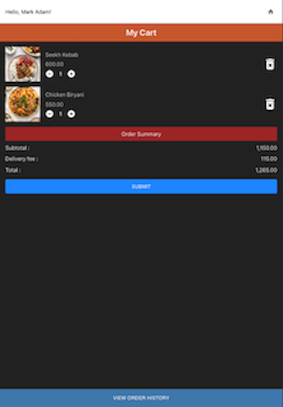 Hello, Mark Adam!
My Cart
Seekh Kebab
600.00
1
Chicken Biryani
550.00
1
Order Summary
Subtotal : 1,150.00
Delivery fee : 115.00
Total : 1,265.00
SUBMIT
VIEW ORDER HISTORY